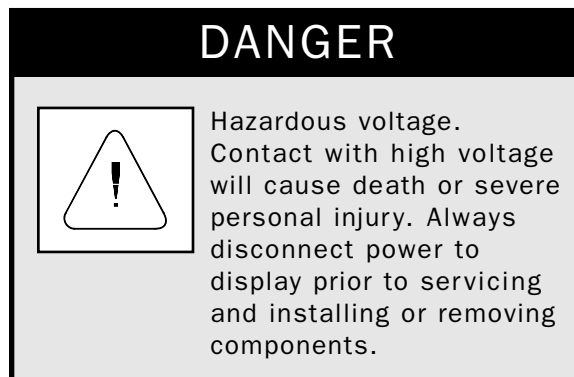 DANGER
!
Hazardous voltage.
Contact with high voltage
will cause death or severe
personal injury. Always
disconnect power to
display prior to servicing
and installing or removing
components.